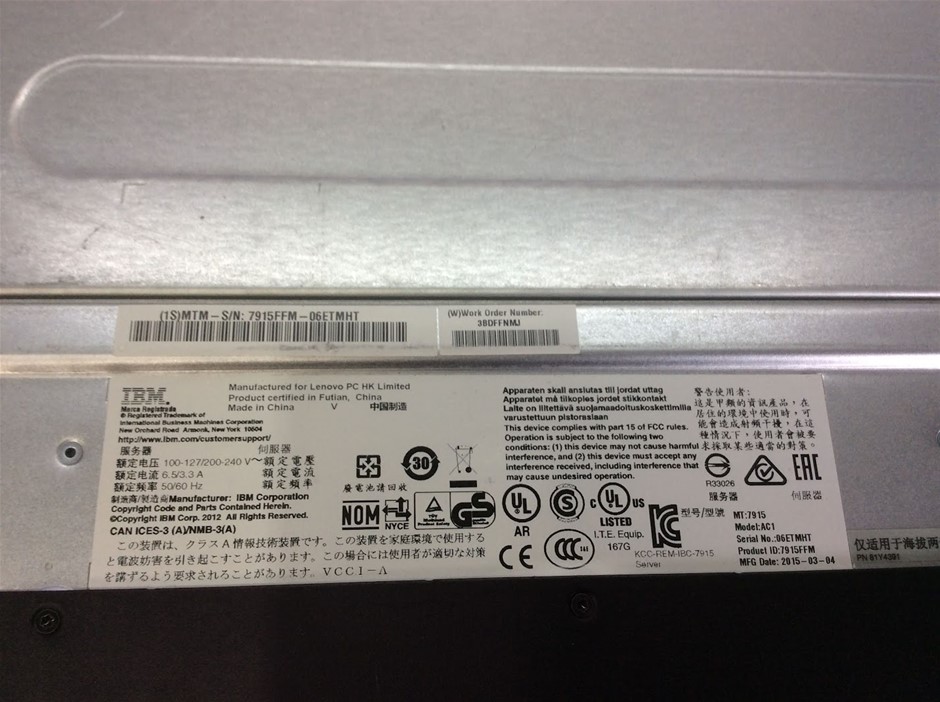 (1S)MTM-S/N: 7915FFM-06ETMHT
(W)Work Order Number:
38DFFNMJ
IBM
Marca Registrada
® Registered Trademark of
International Business Machines Corporation
New Orchard Road Armonk, New York 10504
http://www.ibm.com/customersupport/
Manufactured for Lenovo PC HK Limited
Product certified in Futian, China
Made in China V 中国制造
服务器 伺服器
额定电压 100-127/200-240 V~ 額定電壓
额定电流 6.5/3.3 A 額定電流
额定频率 50/60 Hz 額定頻率
制造商/製造商Manufacturer: IBM Corporation
Copyright Code and Parts Contained Herein.
©Copyright IBM Corp. 2012 All Rights Reserved.
CAN ICES-3 (A)/NMB-3(A)
この装置は、クラスA情報技術装置です。この装置を家庭環境で使用する
と電波妨害を引き起こすことがあります。この場合には使用者が適切な対策
を講ずるよう要求されることがあります。VCCI-A
30
廢電池請回收
NOM
NYCE
GS
Apparaten skall anslutas till jordat uttag
Apparatet må tilkoples jordet stikkontakt
Laite on liitettävä suojamaadoituskoskettimilla
varustettuun pistorasiaan
This device complies with part 15 of FCC rules.
Operation is subject to the following two
conditions: (1) this device may not cause harmful
interference, and (2) this device must accept any
interference received, including interference that
may cause undesired operation.
UL
AR
S
c UL US
LISTED
I.T.E. Equip.
167G
CE
CCC
KCC-REM-IBC-7915
Server
警告使用者:
這是甲類的資訊產品，在
居住的環境中使用時，可
能會造成射頻干擾，在這
種情況下，使用者會被要
求採取某些適當的對策。
R33026
EAC
服務器 伺服器
型号/型號 MT:7915
Model:AC1
Serial No.:06ETMHT
Product ID:7915FFM
MFG Date: 2015-03-04
仅适用于海拔两
PN 81Y4391